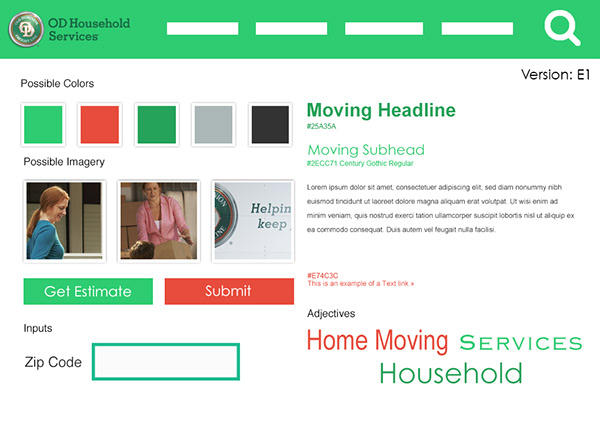 OD Household
Services
Version: E1
Possible Colors
Moving Headline
#25A35A
Moving Subhead
#2ECC71 Century Gothic Regular
Possible Imagery
Helpin
keep
Lorem ipsum dolor sit amet, consectetuer adipiscing elit, sed diam nonummy nibh
euismod tincidunt ut laoreet dolore magna aliquam erat volutpat. Ut wisi enim ad
minim veniam, quis nostrud exerci tation ullamcorper suscipit lobortis nisl ut aliquip ex
ea commodo consequat. Duis autem vel feugait nulla facilisi.
#E74C3C
This is an example of a Text link »
Get Estimate
Submit
Inputs
Zip Code
Adjectives
Home Moving SERVICES
Household